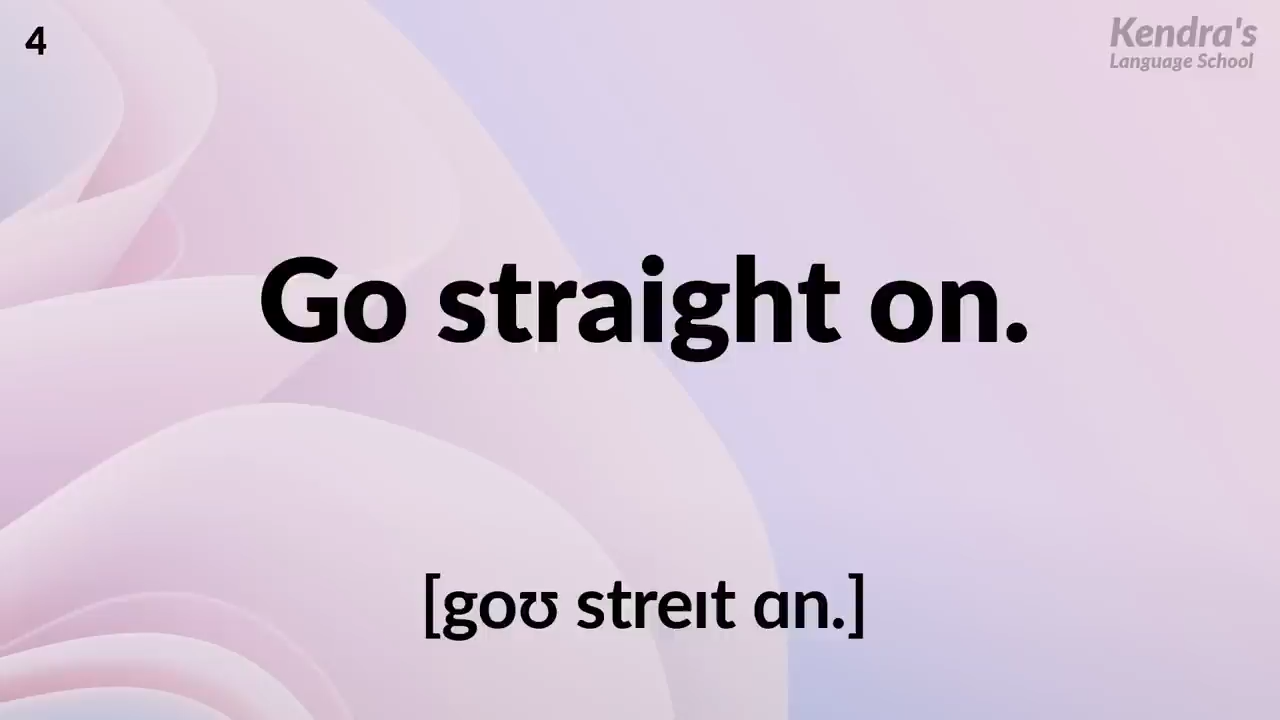 4
Kendra's
Language School
Go straight on.
[goʊ streɪt ɑn.]